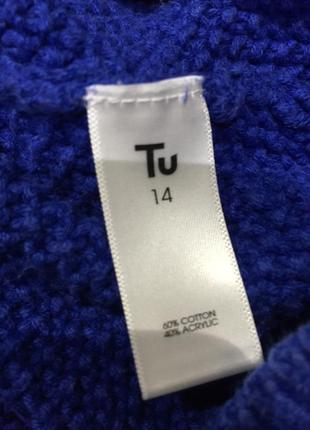 Tu
14
60% COTTON
40% ACRYLIC